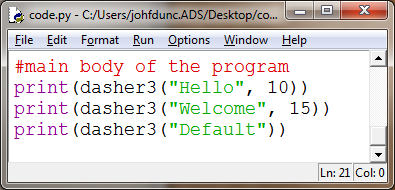 code.py - C:/Users/johfdunc.ADS/Desktop/co...
File Edit Format Run Options Windows Help
#main body of the program
print(dasher3("Hello", 10))
print(dasher3("Welcome", 15))
print(dasher3("Default"))
Ln: 21 Col: 0